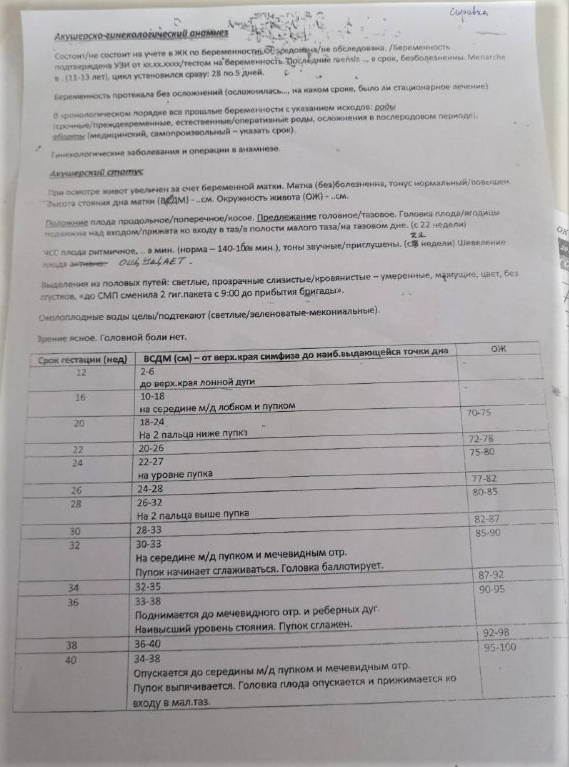 Справка
Акушерско-гинекологический анамнез
Состоит/не состоит на учете в ЖК по беременности. Обследована/не обследована. /Беременность
подтверждена УЗИ от хх.хх.хххх/тестом на беременность. Последние mensis .., в срок, безболезненны. Menarche
в . (11-13 лет), цикл установился сразу: 28 по 5 дней.
Беременность протекала без осложнений (осложнилась..., на каком сроке, было ли стационарное лечение)
В хронологическом порядке все прошлые беременности с указанием исходов: роды
(срочные/преждевременные, естественные/оперативные роды, осложнения в послеродовом периоде),
аборты (медицинский, самопроизвольный – указать срок).
Гинекологические заболевания и операции в анамнезе.
Акушерский статус
При осмотре живот увеличен за счет беременной матки. Матка (без)болезненна, тонус нормальный/повышен.
Высота стояния дна матки (ВСДМ) - ..см. Окружность живота (ОЖ) - ..см.
Положение плода продольное/поперечное/косое. Предлежание головное/тазовое. Головка плода/ягодицы
подвижна над входом/прижата ко входу в таз/в полости малого таза/на тазовом дне. (с 22 недели)
ЧСС плода ритмичное, .. в мин. (норма – 140-160 в мин.), тоны звучные/приглушены. (с 22 недели) Шевеление
плода активно. ОЩУЩАЕТ.
Выделения из половых путей: светлые, прозрачные слизистые/кровянистые – умеренные, мажущие, цвет, без
сгустков, «до СМП сменила 2 гиг.пакета с 9:00 до прибытия бригады».
Околоплодные воды целы/подтекают (светлые/зеленоватые-мекониальные).
Зрение ясное. Головной боли нет.
Срок гестации (нед) ВСДМ (см) – от верх.края симфиза до наиб.выдающейся точки дна ОЖ
12 2-6
до верх.края лонной дуги
16 10-18
на середине м/д лобком и пупком
20 18-24 70-75
На 2 пальца ниже пупка
22 20-26 72-78
24 22-27 75-80
на уровне пупка
26 24-28 77-82
28 26-32 80-85
На 2 пальца выше пупка
30 28-33 82-87
32 30-33 85-90
На середине м/д пупком и мечевидным отр.
Пупок начинает сглаживаться. Головка баллотирует.
34 32-35 87-92
36 33-38 90-95
Поднимается до мечевидного отр. и реберных дуг.
Наивысший уровень стояния. Пупок сглажен.
38 36-40 92-98
40 34-38 95-100
Опускается до середины м/д пупком и мечевидным отр.
Пупок выпячивается. Головка плода опускается и прижимается ко
входу в мал.таз.